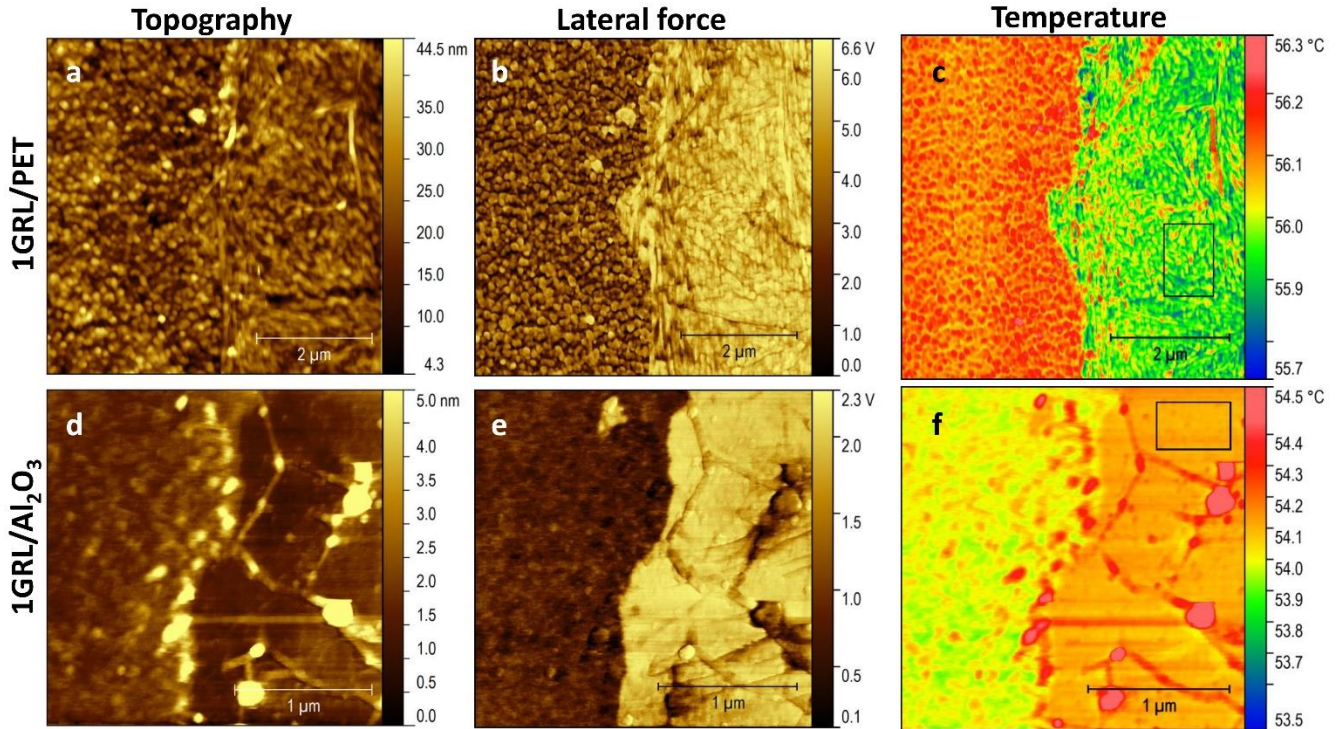 Topography
Lateral force
Temperature
1GRL/PET
a
44.5 nm
35.0
30.0
25.0
20.0
15.0
10.0
4.3
2 µm
b
6.6 V
6.0
5.0
4.0
3.0
2.0
1.0
0.0
2 µm
c
56.3 °C
56.2
56.1
56.0
55.9
55.7
2 µm
1GRL/Al₂O₃
d
5.0 nm
4.0
3.5
3.0
2.5
2.0
1.5
1.0
0.5
0.0
1 µm
e
2.3 V
2.0
1.5
1.0
0.5
0.1
1 µm
f
54.5 °C
54.4
54.3
54.2
54.1
54.0
53.9
53.8
53.7
53.5
1 µm